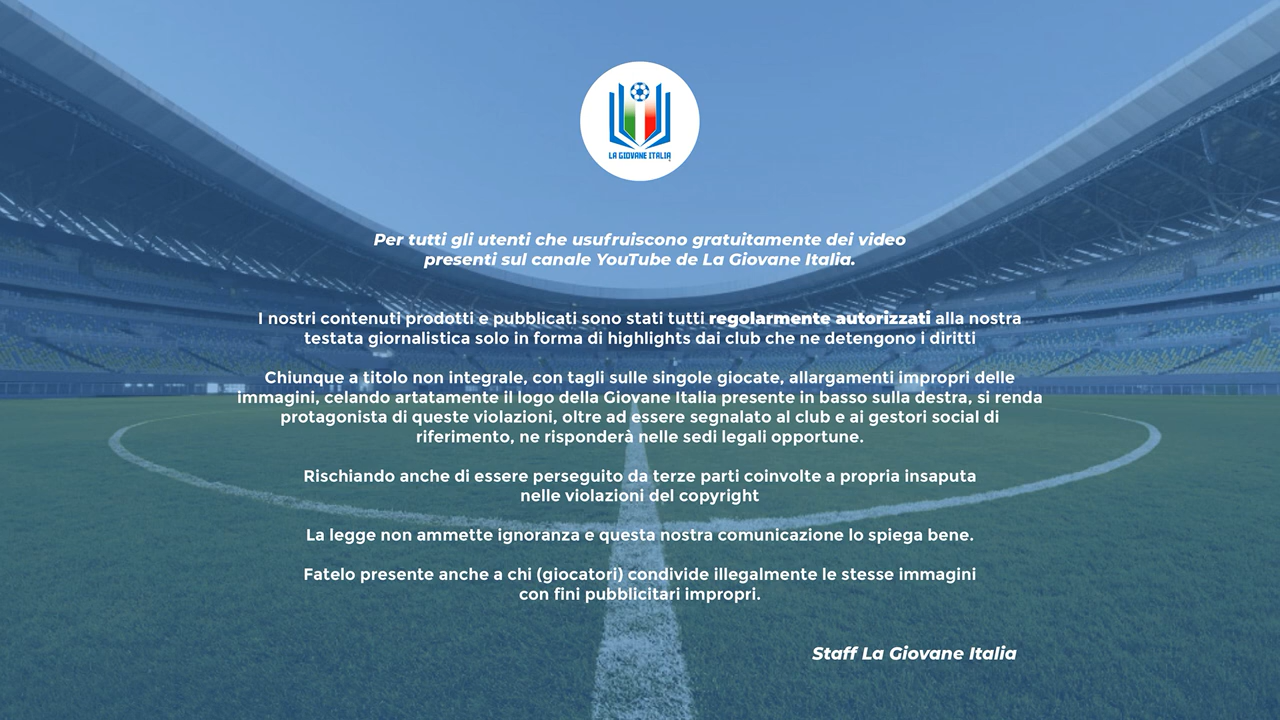 LA GIOVANE ITALIA
Per tutti gli utenti che usufruiscono gratuitamente dei video
presenti sul canale YouTube de La Giovane Italia.
I nostri contenuti prodotti e pubblicati sono stati tutti regolarmente autorizzati alla nostra
testata giornalistica solo in forma di highlights dai club che ne detengono i diritti
Chiunque a titolo non integrale, con tagli sulle singole giocate, allargamenti impropri delle
immagini, celando artatamente il logo della Giovane Italia presente in basso sulla destra, si renda
protagonista di queste violazioni, oltre ad essere segnalato al club e ai gestori social di
riferimento, ne risponderà nelle sedi legali opportune.
Rischiando anche di essere perseguito da terze parti coinvolte a propria insaputa
nelle violazioni del copyright
La legge non ammette ignoranza e questa nostra comunicazione lo spiega bene.
Fatelo presente anche a chi (giocatori) condivide illegalmente le stesse immagini
con fini pubblicitari impropri.
Staff La Giovane Italia